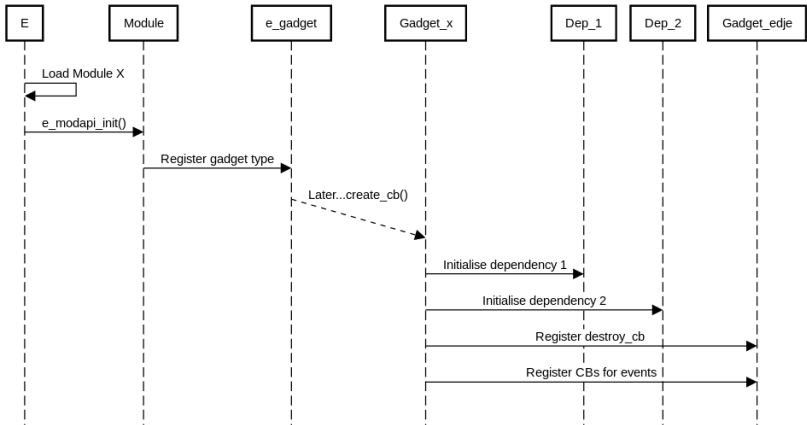 E Module e_gadget Gadget_x Dep_1 Dep_2 Gadget_edje
Load Module X
e_modapi_init()
Register gadget type
Later...create_cb()
Initialise dependency 1
Initialise dependency 2
Register destroy_cb
Register CBs for events